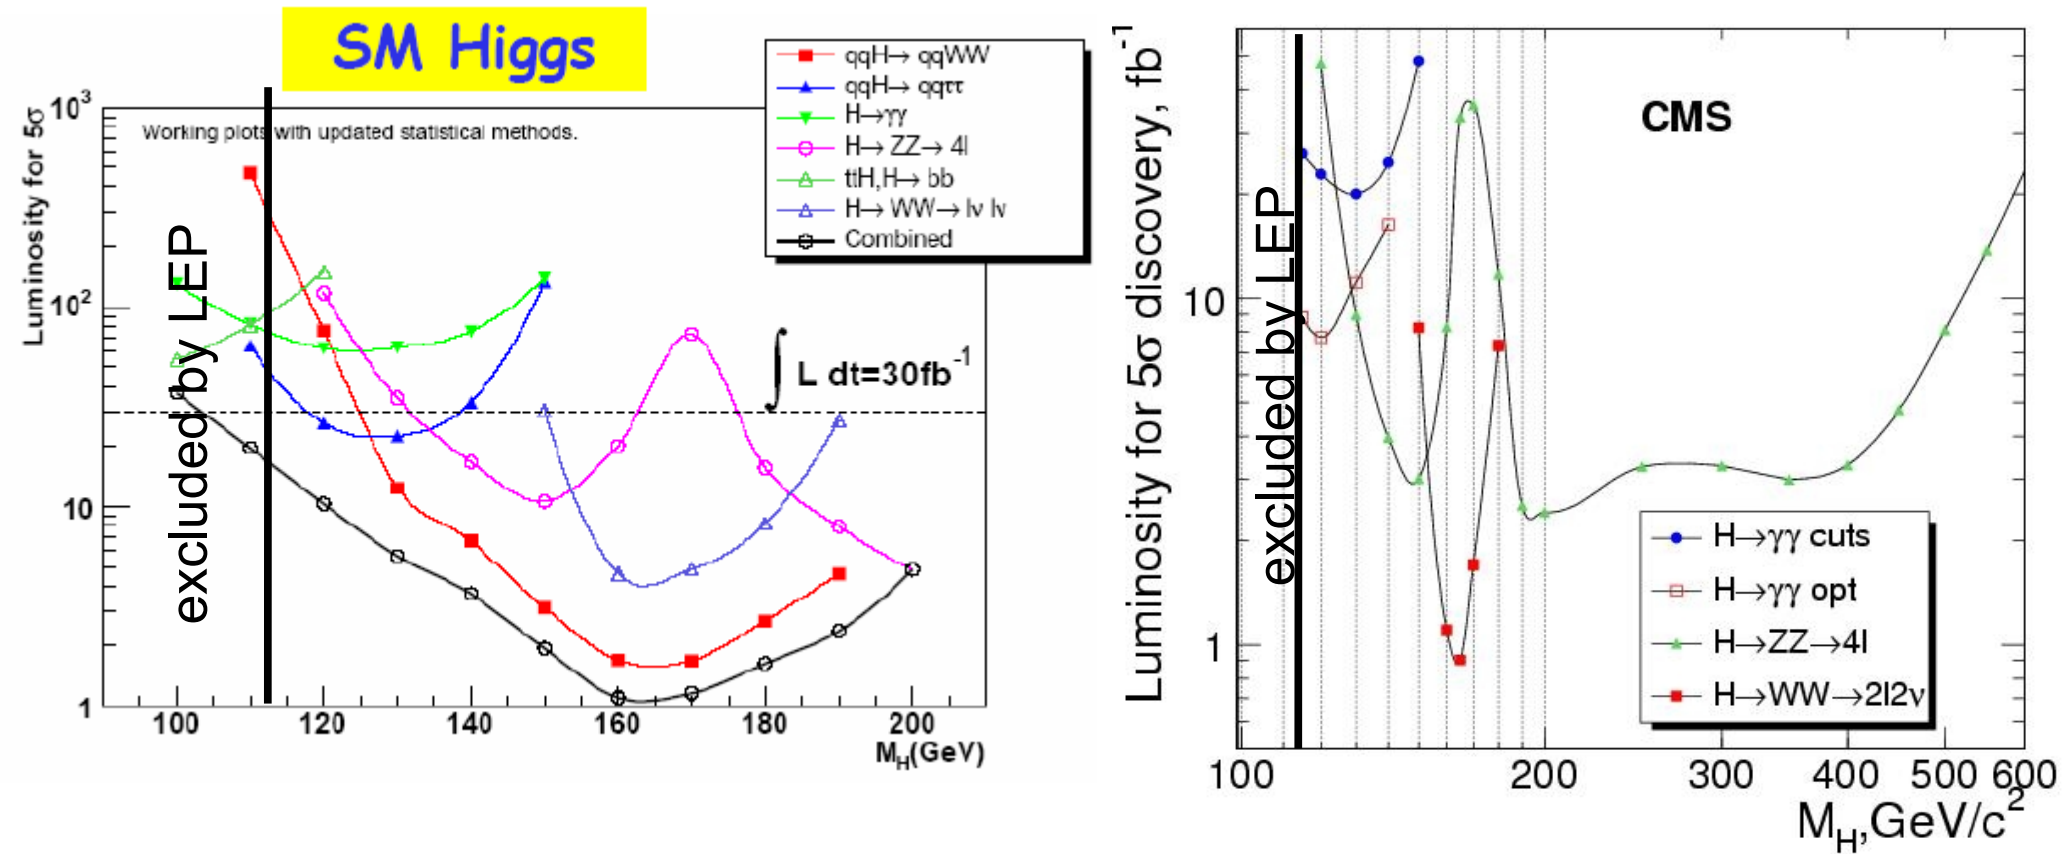 SM Higgs
Luminosity for 5σ
10³
10²
10
1
Working plots with updated statistical methods.
excluded by LEP
qqH→ qqWW
qqH→ qqττ
H→γγ
H→ ZZ→ 4l
ttH,H→ bb
H→ WW→ lν lν
Combined
∫ L dt=30fb⁻¹
100 120 140 160 180 200
M_H(GeV)
Luminosity for 5σ discovery, fb⁻¹
10
1
excluded by LEP
CMS
H→γγ cuts
H→γγ opt
H→ZZ→4l
H→WW→2l2ν
100 200 300 400 500 600
M_H,GeV/c²